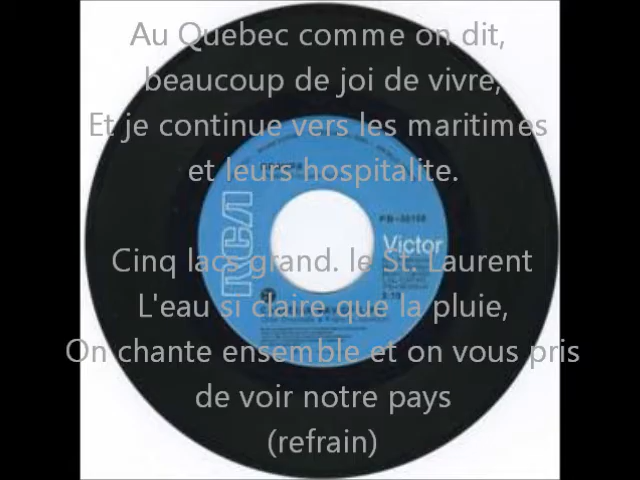 Au Quebec comme on dit,
beaucoup de joi de vivre,
Et je continue vers les maritimes
et leurs hospitalite.
RCA
Victor
Cinq lacs grand. le St. Laurent
L'eau si claire que la pluie,
On chante ensemble et on vous pris
de voir notre pays
(refrain)